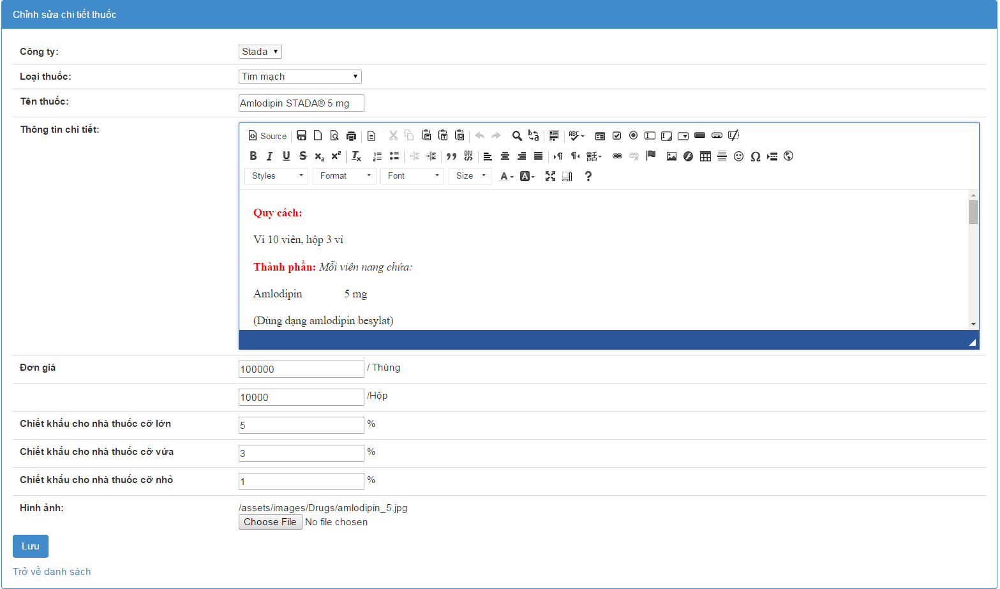 Chỉnh sửa chi tiết thuốc
Công ty: Stada
Loại thuốc: Tim mạch
Tên thuốc: Amlodipin STADA® 5 mg
Thông tin chi tiết:
Source
Styles Format Font Size
Quy cách:
Vỉ 10 viên, hộp 3 vỉ
Thành phần: Mỗi viên nang chứa:
Amlodipin 5 mg
(Dùng dạng amlodipin besylat)
Đơn giá 100000 / Thùng
10000 /Hộp
Chiết khấu cho nhà thuốc cỡ lớn 5 %
Chiết khấu cho nhà thuốc cỡ vừa 3 %
Chiết khấu cho nhà thuốc cỡ nhỏ 1 %
Hình ảnh: /assets/images/Drugs/amlodipin_5.jpg
Choose File No file chosen
Lưu
Trở về danh sách